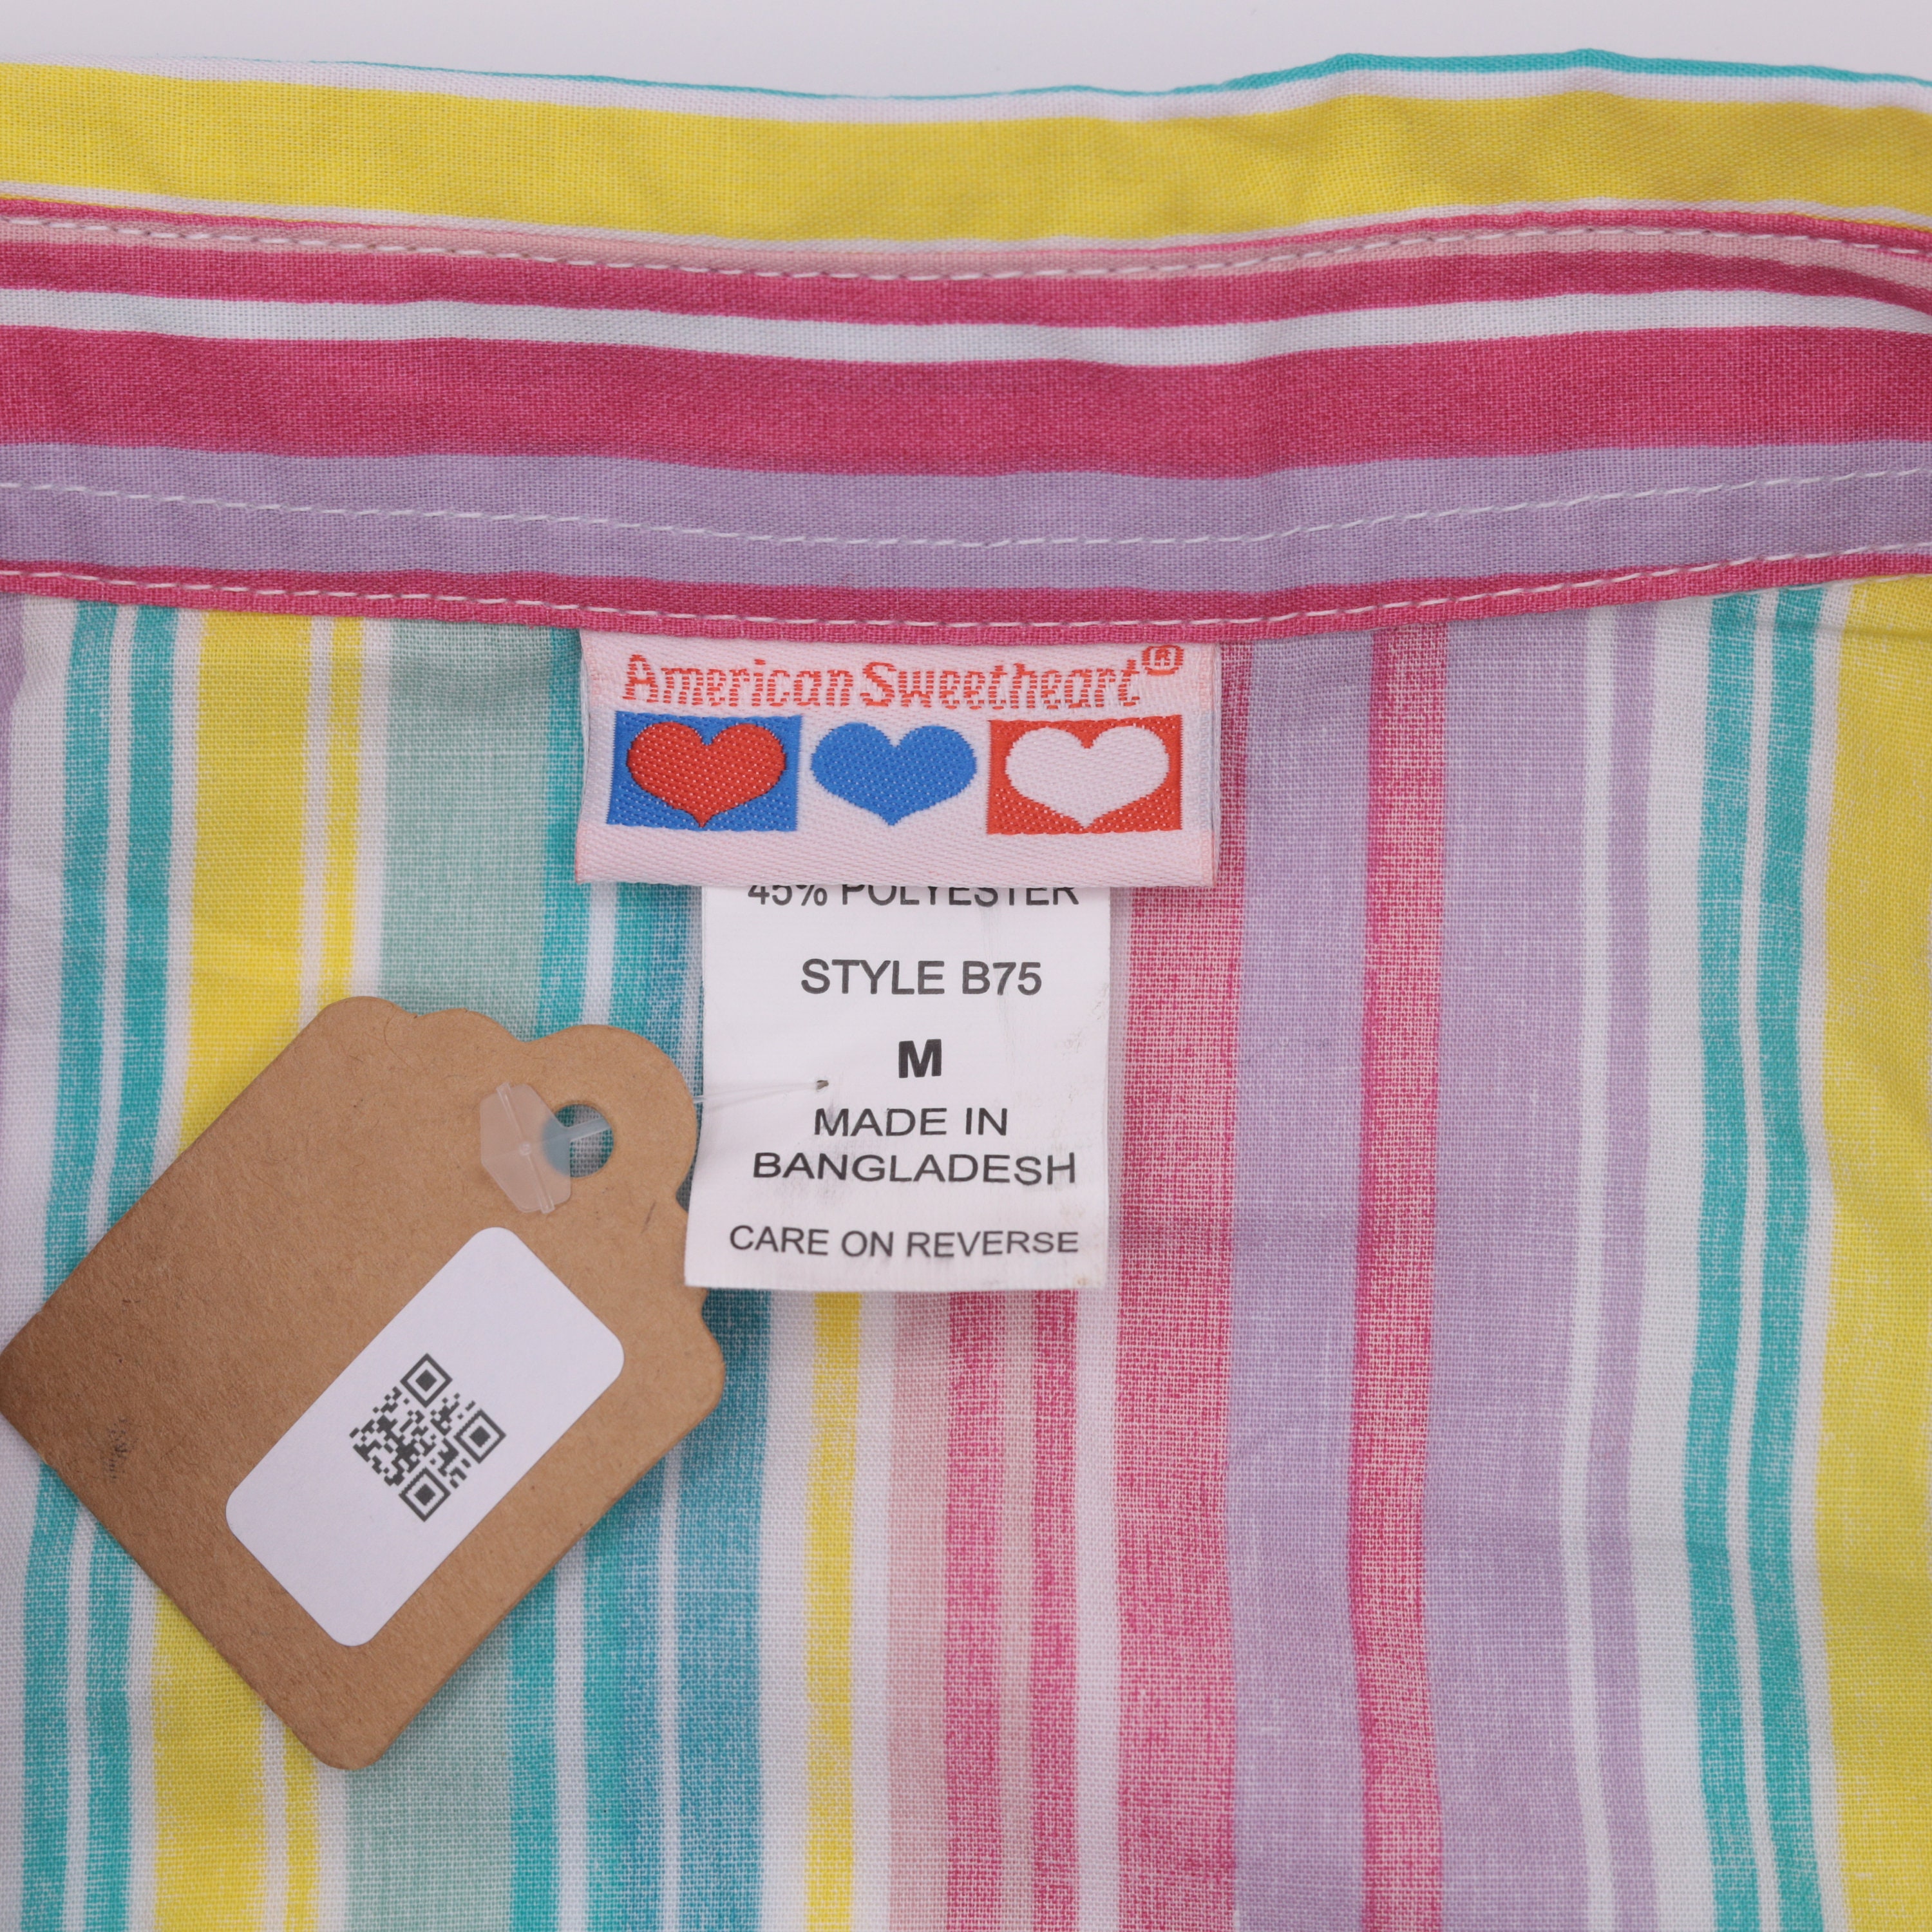 American Sweetheart®
45% POLYESTER
STYLE B75
M
MADE IN
BANGLADESH
CARE ON REVERSE